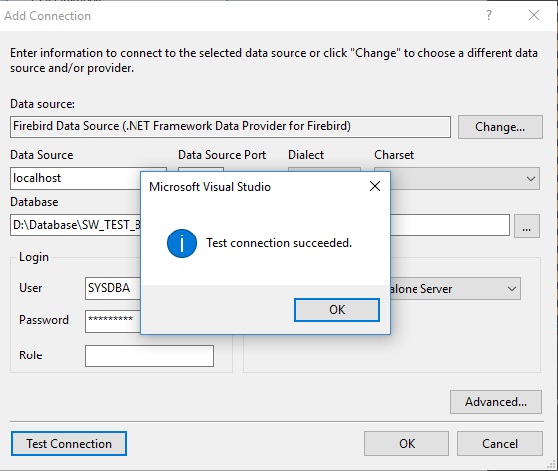 Add Connection
Enter information to connect to the selected data source or click "Change" to choose a different data
source and/or provider.
Data source:
Firebird Data Source (.NET Framework Data Provider for Firebird)
Change...
Data Source Data Source Port Dialect Charset
localhost
Microsoft Visual Studio
Database
D:\Database\SW_TEST_
...
Test connection succeeded.
Login
User SYSDBA
alone Server
OK
Password *********
Role
Advanced...
Test Connection OK Cancel